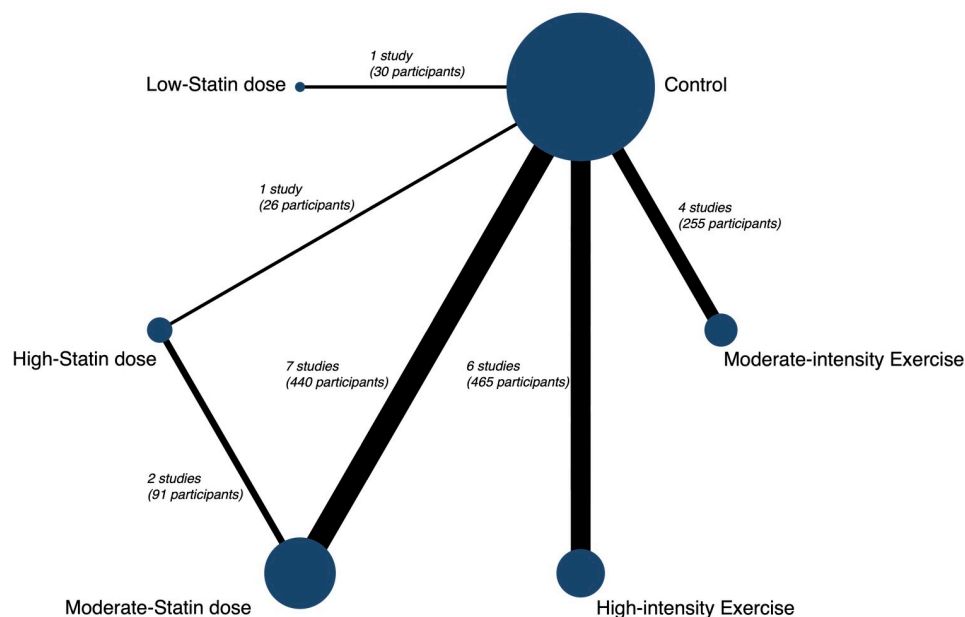 1 study
(30 participants)
Low-Statin dose
Control
1 study
(26 participants)
4 studies
(255 participants)
High-Statin dose
Moderate-intensity Exercise
7 studies
(440 participants)
6 studies
(465 participants)
2 studies
(91 participants)
Moderate-Statin dose
High-intensity Exercise